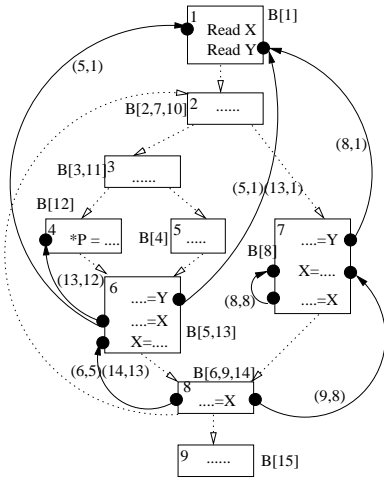 1
B[1]
Read X
Read Y
(5,1)
B[2,7,10]
2
......
(8,1)
B[3,11]
3
......
(5,1)(13,1)
B[12]
4
*P = ....
B[4]
5
.....
7
....=Y
B[8]
X=....
....=X
(8,8)
(13,12)
6
....=Y
....=X
X=....
B[5,13]
(6,5)(14,13)
B[6,9,14]
8
....=X
(9,8)
9
......
B[15]